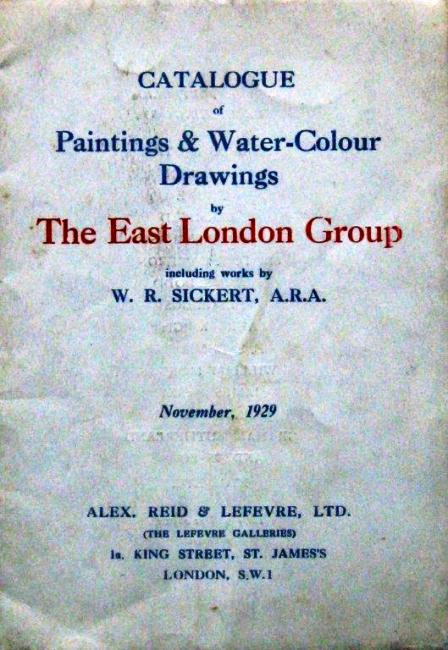 CATALOGUE
of
Paintings & Water-Colour
Drawings
by
The East London Group
including works by
W. R. SICKERT, A.R.A.
November, 1929
ALEX. REID & LEFEVRE, LTD.
(THE LEFEVRE GALLERIES)
1a. KING STREET, ST. JAMES'S
LONDON, S.W.1